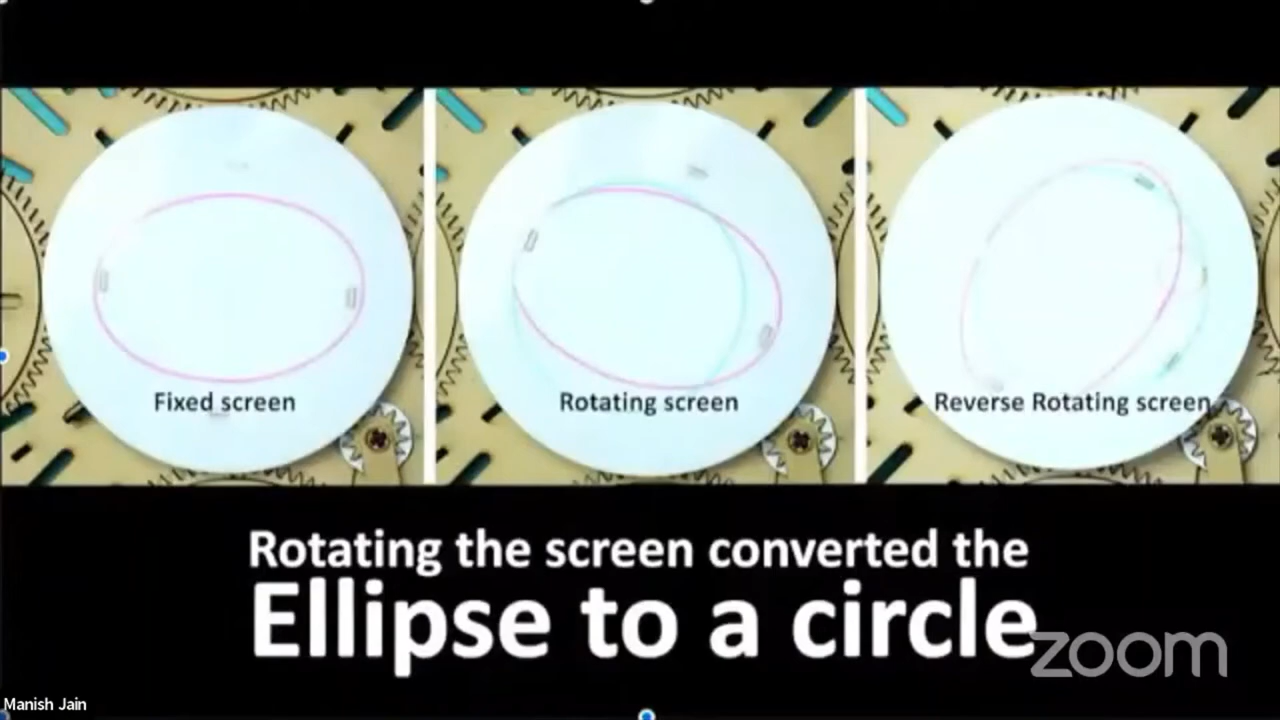 Fixed screen
Rotating screen
Reverse Rotating screen
Rotating the screen converted the
Ellipse to a circle
zoom
Manish Jain